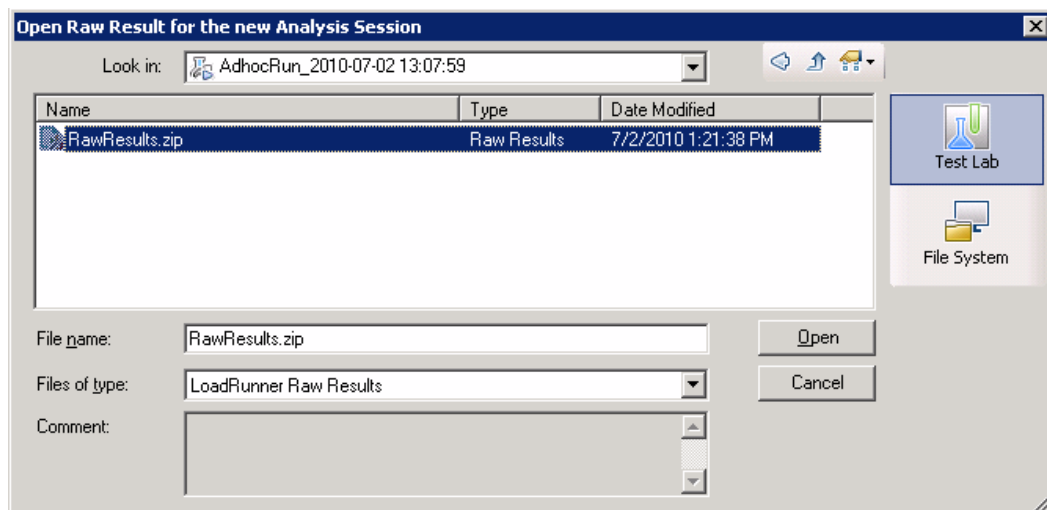 Open Raw Result for the new Analysis Session
Look in: AdhocRun_2010-07-02 13:07:59
Name Type Date Modified
RawResults.zip Raw Results 7/2/2010 1:21:38 PM
Test Lab
File System
File name: RawResults.zip Open
Files of type: LoadRunner Raw Results Cancel
Comment: